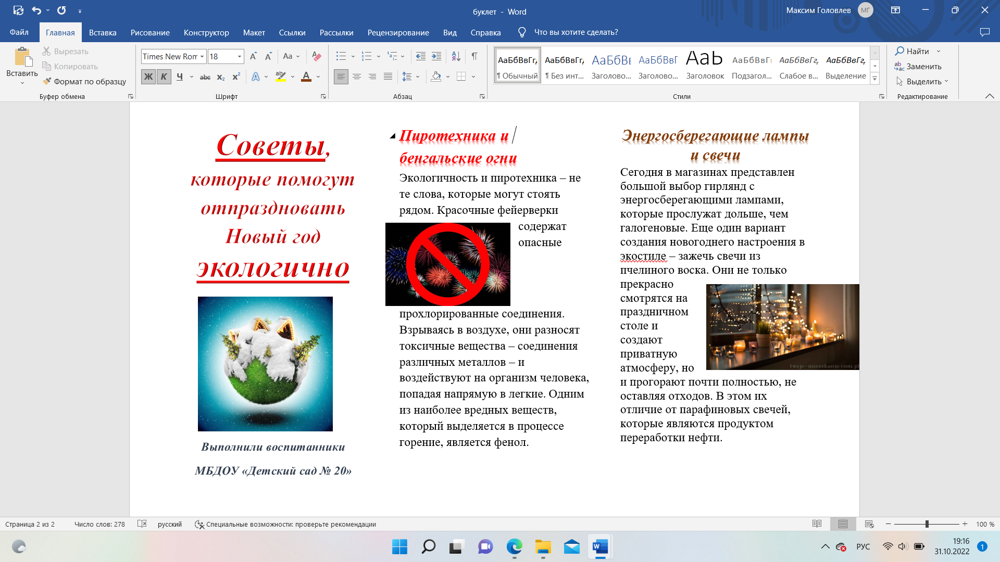 буклет - Word
Максим Головлев
МГ
Файл
Главная
Вставка
Рисование
Конструктор
Макет
Ссылки
Рассылки
Рецензирование
Вид
Справка
Что вы хотите сделать?
Вставить
Вырезать
Копировать
Формат по образцу
Буфер обмена
Times New Rom
18
Aa
Ж К Ч abc x₂ x²
Шрифт
Абзац
АаБбВвГг,
¶ Обычный
АаБбВвГг,
¶ Без инт...
АаБбВ
Заголово...
АаБбВвГ
Заголово...
АаБ
Заголовок
АаБбВвГ
Подзагол...
АаБбВвГг,
Слабое в...
АаБбВвГг,
Выделение
Стили
Найти
Заменить
Выделить
Редактирование
Советы,
которые помогут
отпраздновать
Новый год
экологично
Выполнили воспитанники
МБДОУ «Детский сад № 20»
Пиротехника и
бенгальские огни
Экологичность и пиротехника – не
те слова, которые могут стоять
рядом. Красочные фейерверки
содержат
опасные
прохлорированные соединения.
Взрываясь в воздухе, они разносят
токсичные вещества – соединения
различных металлов – и
воздействуют на организм человека,
попадая напрямую в легкие. Одним
из наиболее вредных веществ,
который выделяется в процессе
горение, является фенол.
Энергосберегающие лампы
и свечи
Сегодня в магазинах представлен
большой выбор гирлянд с
энергосберегающими лампами,
которые прослужат дольше, чем
галогеновые. Еще один вариант
создания новогоднего настроения в
экостиле – зажечь свечи из
пчелиного воска. Они не только
прекрасно
смотрятся на
праздничном
столе и
создают
приватную
атмосферу, но
и прогорают почти полностью, не
оставляя отходов. В этом их
отличие от парафиновых свечей,
которые являются продуктом
переработки нефти.
twoje-mieszkanie.com.pl
Страница 2 из 2
Число слов: 278
русский
Специальные возможности: проверьте рекомендации
100 %
РУС
19:16
31.10.2022
1